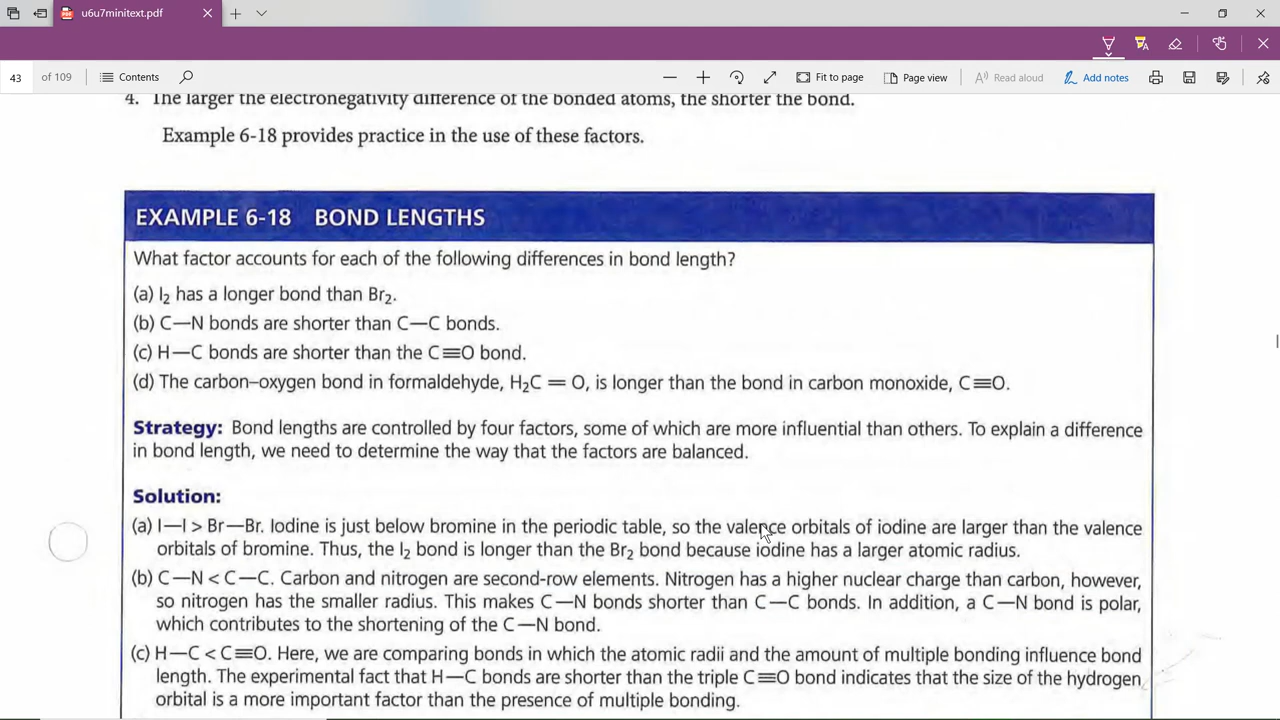 u6u7minitext.pdf
43 of 109 Contents Fit to page Page view Read aloud Add notes
4. The larger the electronegativity difference of the bonded atoms, the shorter the bond.
Example 6-18 provides practice in the use of these factors.
EXAMPLE 6-18 BOND LENGTHS
What factor accounts for each of the following differences in bond length?
(a) I₂ has a longer bond than Br₂.
(b) C—N bonds are shorter than C—C bonds.
(c) H—C bonds are shorter than the C≡O bond.
(d) The carbon–oxygen bond in formaldehyde, H₂C = O, is longer than the bond in carbon monoxide, C≡O.
Strategy: Bond lengths are controlled by four factors, some of which are more influential than others. To explain a difference
in bond length, we need to determine the way that the factors are balanced.
Solution:
(a) I—I > Br—Br. Iodine is just below bromine in the periodic table, so the valence orbitals of iodine are larger than the valence
orbitals of bromine. Thus, the I₂ bond is longer than the Br₂ bond because iodine has a larger atomic radius.
(b) C—N < C—C. Carbon and nitrogen are second-row elements. Nitrogen has a higher nuclear charge than carbon, however,
so nitrogen has the smaller radius. This makes C—N bonds shorter than C—C bonds. In addition, a C—N bond is polar,
which contributes to the shortening of the C—N bond.
(c) H—C < C≡O. Here, we are comparing bonds in which the atomic radii and the amount of multiple bonding influence bond
length. The experimental fact that H—C bonds are shorter than the triple C≡O bond indicates that the size of the hydrogen
orbital is a more important factor than the presence of multiple bonding.